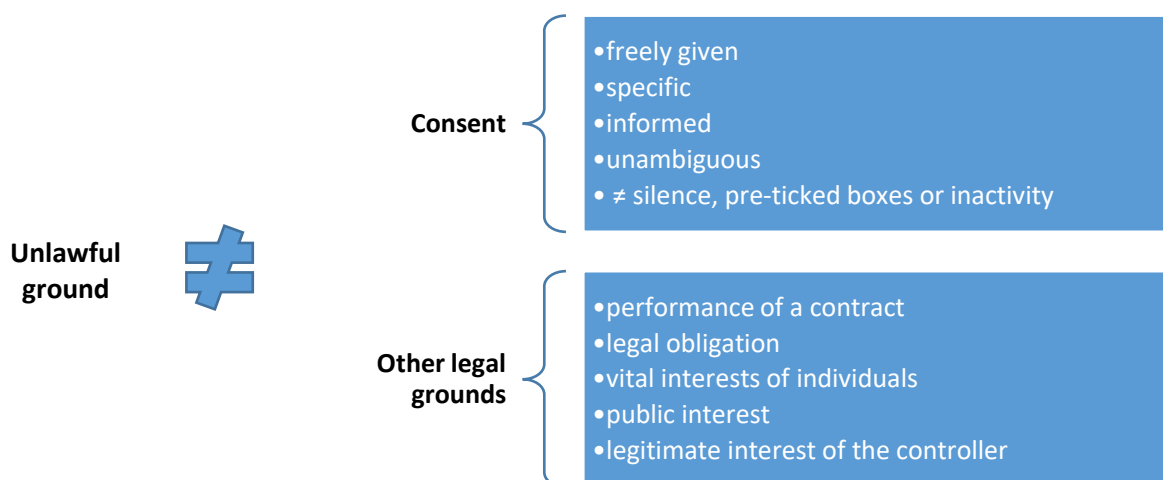 Consent
•freely given
•specific
•informed
•unambiguous
• ≠ silence, pre-ticked boxes or inactivity
Unlawful
ground
≠
Other legal
grounds
•performance of a contract
•legal obligation
•vital interests of individuals
•public interest
•legitimate interest of the controller